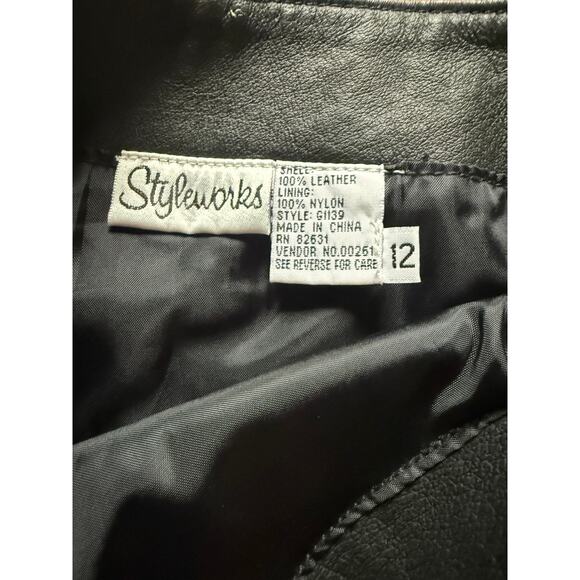 Styleworks
SHELL:
100% LEATHER
LINING:
100% NYLON
STYLE: G1139
MADE IN CHINA
RN 82631
VENDOR NO.00261
SEE REVERSE FOR CARE
12